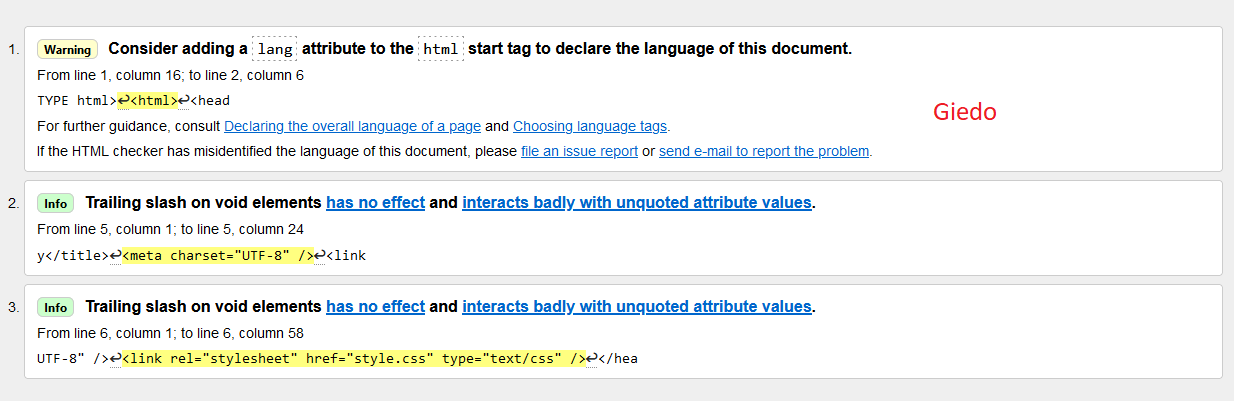 1. Warning Consider adding a lang attribute to the html start tag to declare the language of this document.
From line 1, column 16; to line 2, column 6
TYPE html>↩<html>↩<head
Giedo
For further guidance, consult Declaring the overall language of a page and Choosing language tags.
If the HTML checker has misidentified the language of this document, please file an issue report or send e-mail to report the problem.
2. Info Trailing slash on void elements has no effect and interacts badly with unquoted attribute values.
From line 5, column 1; to line 5, column 24
y</title>↩<meta charset="UTF-8" />↩<link
3. Info Trailing slash on void elements has no effect and interacts badly with unquoted attribute values.
From line 6, column 1; to line 6, column 58
UTF-8" />↩<link rel="stylesheet" href="style.css" type="text/css" />↩</hea